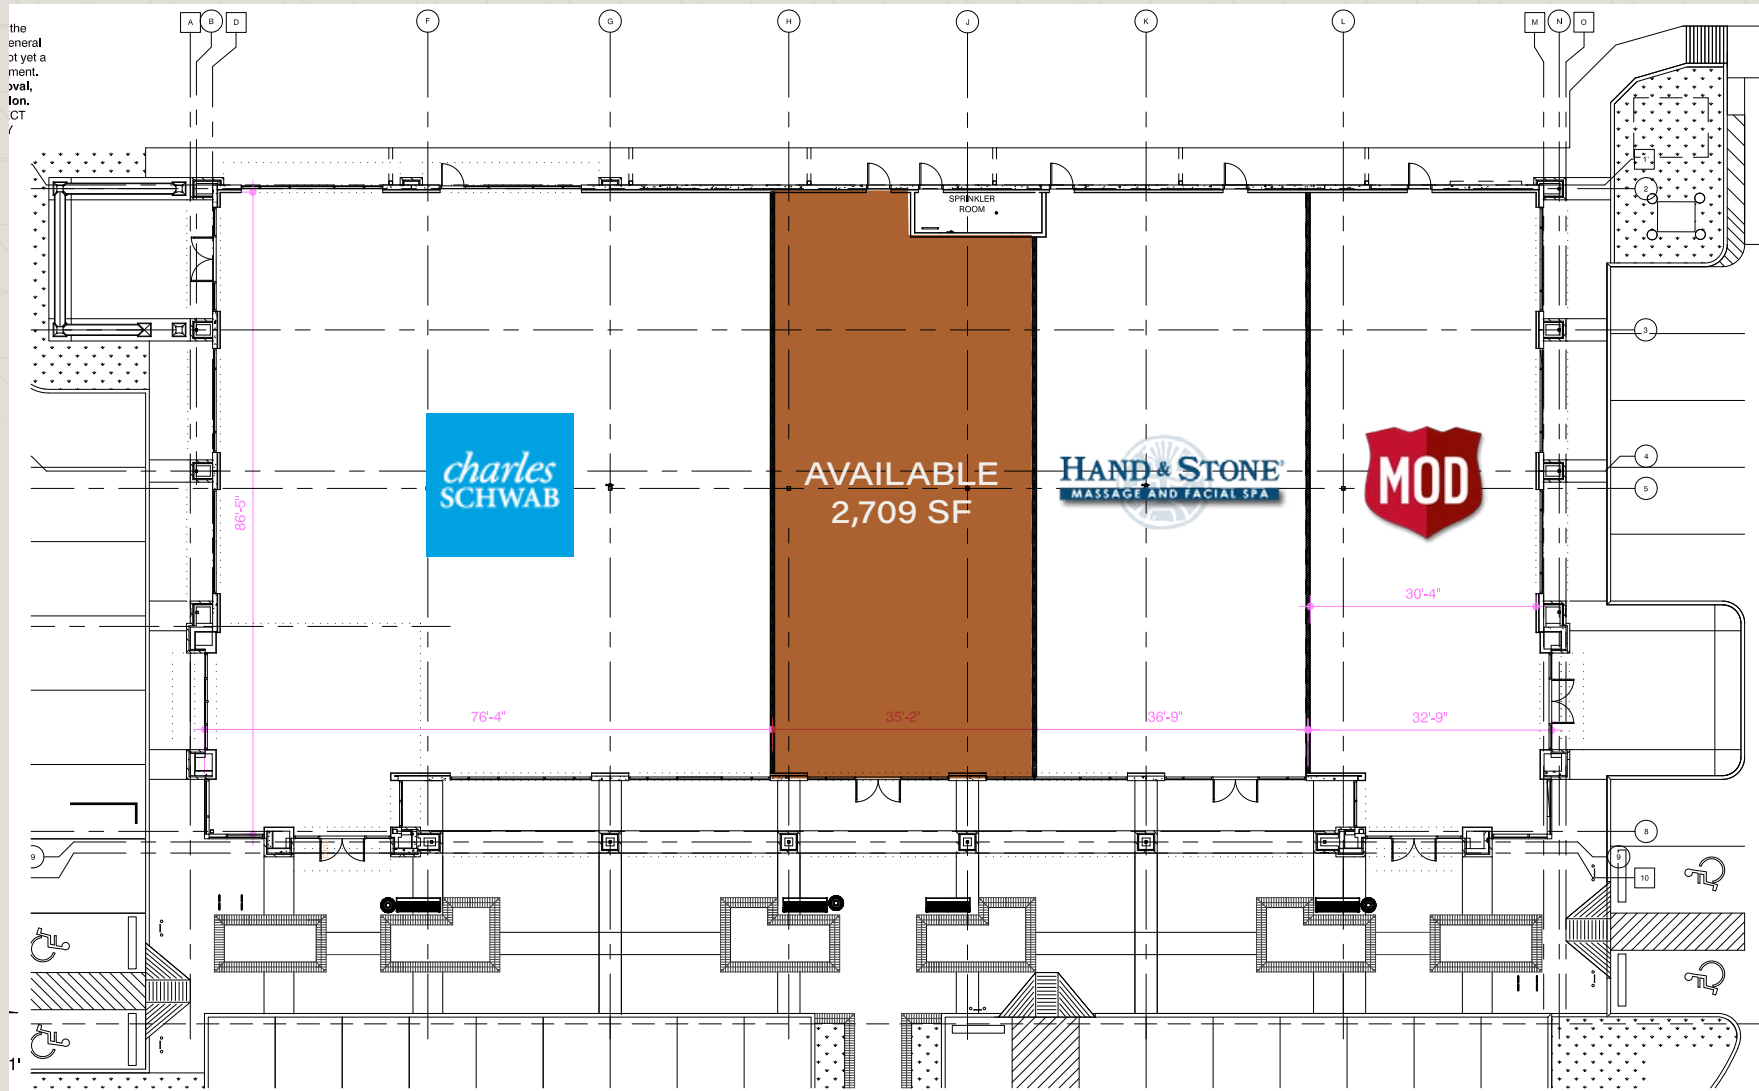 the
eneral
ot yet a
ment.
oval,
ion.
CT
Y
A
B
D
F
G
H
J
K
L
M
N
O
1
2
SPRINKLER
ROOM
3
charles
SCHWAB
AVAILABLE
2,709 SF
HAND & STONE
MASSAGE AND FACIAL SPA
MOD
4
5
86'-5"
30'-4"
76'-4"
35'-2"
36'-9"
32'-9"
8
9
9
10
1'